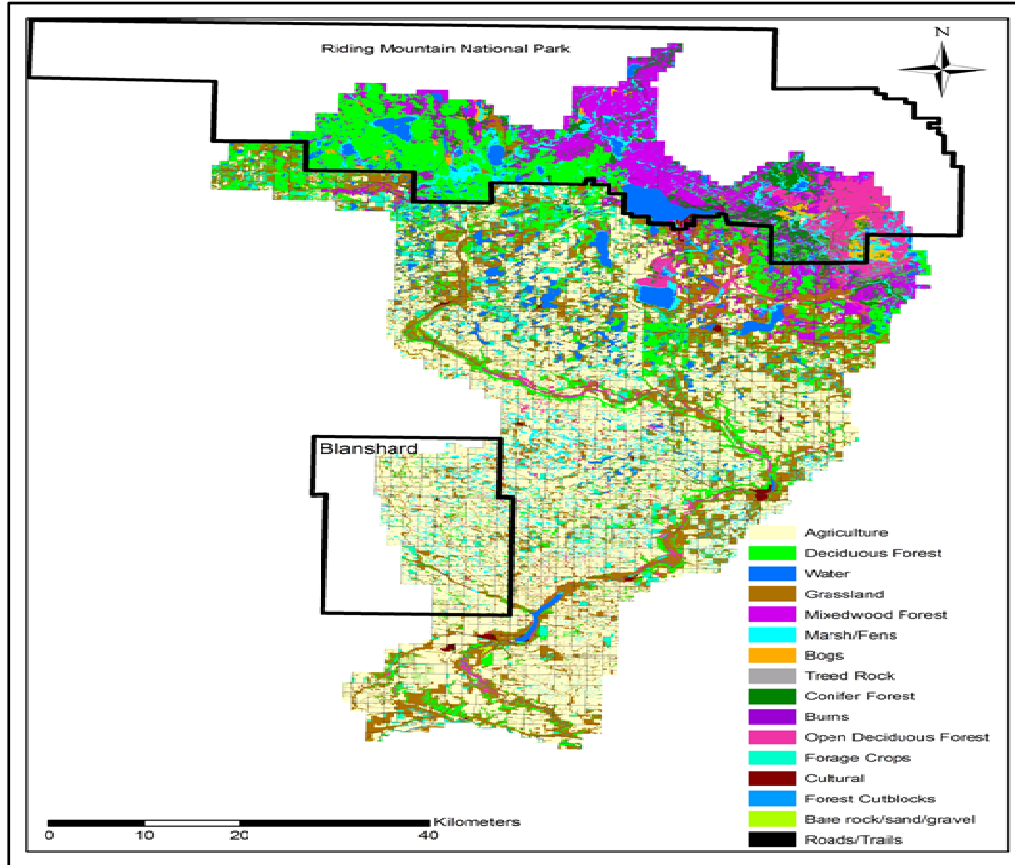 Riding Mountain National Park
N
Blanshard
Agriculture
Deciduous Forest
Water
Grassland
Mixedwood Forest
Marsh/Fens
Bogs
Treed Rock
Conifer Forest
Burns
Open Deciduous Forest
Forage Crops
Cultural
Forest Cutblocks
Bare rock/sand/gravel
Roads/Trails
Kilometers
0 10 20 40